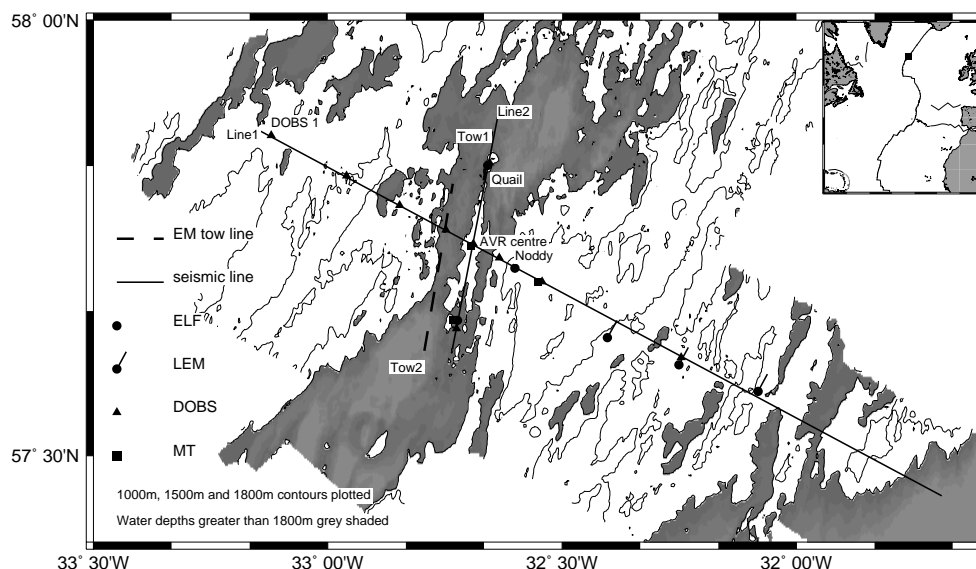 58° 00'N
Line2
DOBS 1
Line1
Tow1
Quail
EM tow line
AVR centre
Noddy
seismic line
ELF
LEM
Tow2
DOBS
57° 30'N
MT
1000m, 1500m and 1800m contours plotted
Water depths greater than 1800m grey shaded
33° 30'W
33° 00'W
32° 30'W
32° 00'W